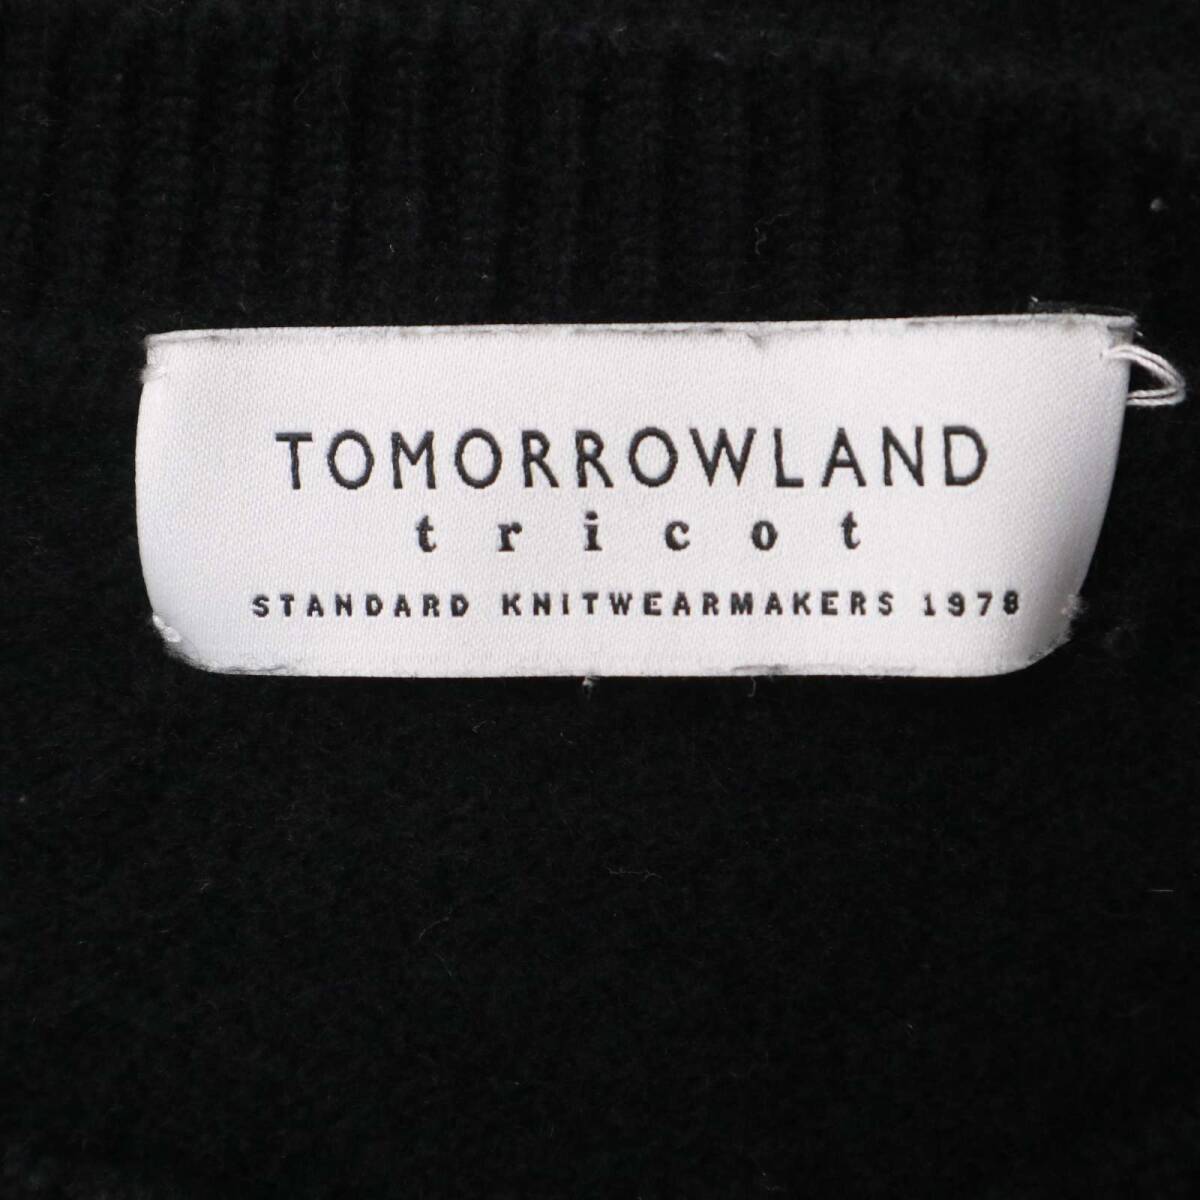 TOMORROWLAND
tricot
STANDARD KNITWEARMAKERS 1978